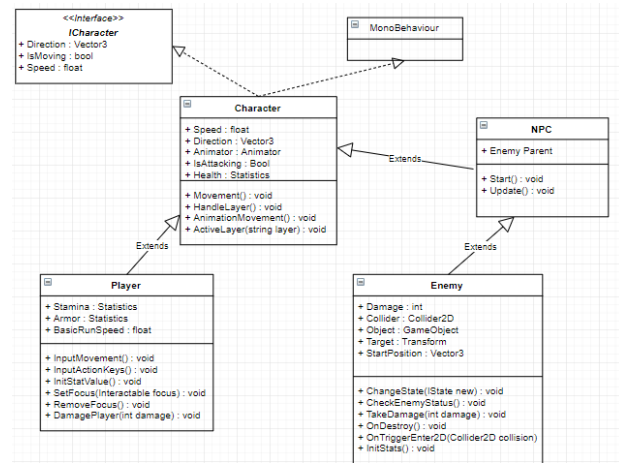 <<Interface>>
ICharacter
+ Direction : Vector3
+ IsMoving : bool
+ Speed : float
MonoBehaviour
Character
+ Speed : float
+ Direction : Vector3
+ Animator : Animator
+ IsAttacking : Bool
+ Health : Statistics
+ Movement() : void
+ HandleLayer() : void
+ AnimationMovement() : void
+ ActiveLayer(string layer) : void
NPC
+ Enemy Parent
+ Start() : void
+ Update() : void
Extends
Extends
Extends
Player
+ Stamina : Statistics
+ Armor : Statistics
+ BasicRunSpeed : float
+ InputMovement() : void
+ InputActionKeys() : void
+ InitStatValue() : void
+ SetFocus(Interactable focus) : void
+ RemoveFocus() : void
+ DamagePlayer(int damage) : void
Enemy
+ Damage : int
+ Collider : Collider2D
+ Object : GameObject
+ Target : Transform
+ StartPosition : Vector3
+ ChangeState(IState new) : void
+ CheckEnemyStatus() : void
+ TakeDamage(int damage) : void
+ OnDestroy() : void
+ OnTriggerEnter2D(Collider2D collision)
+ InitStats() : void